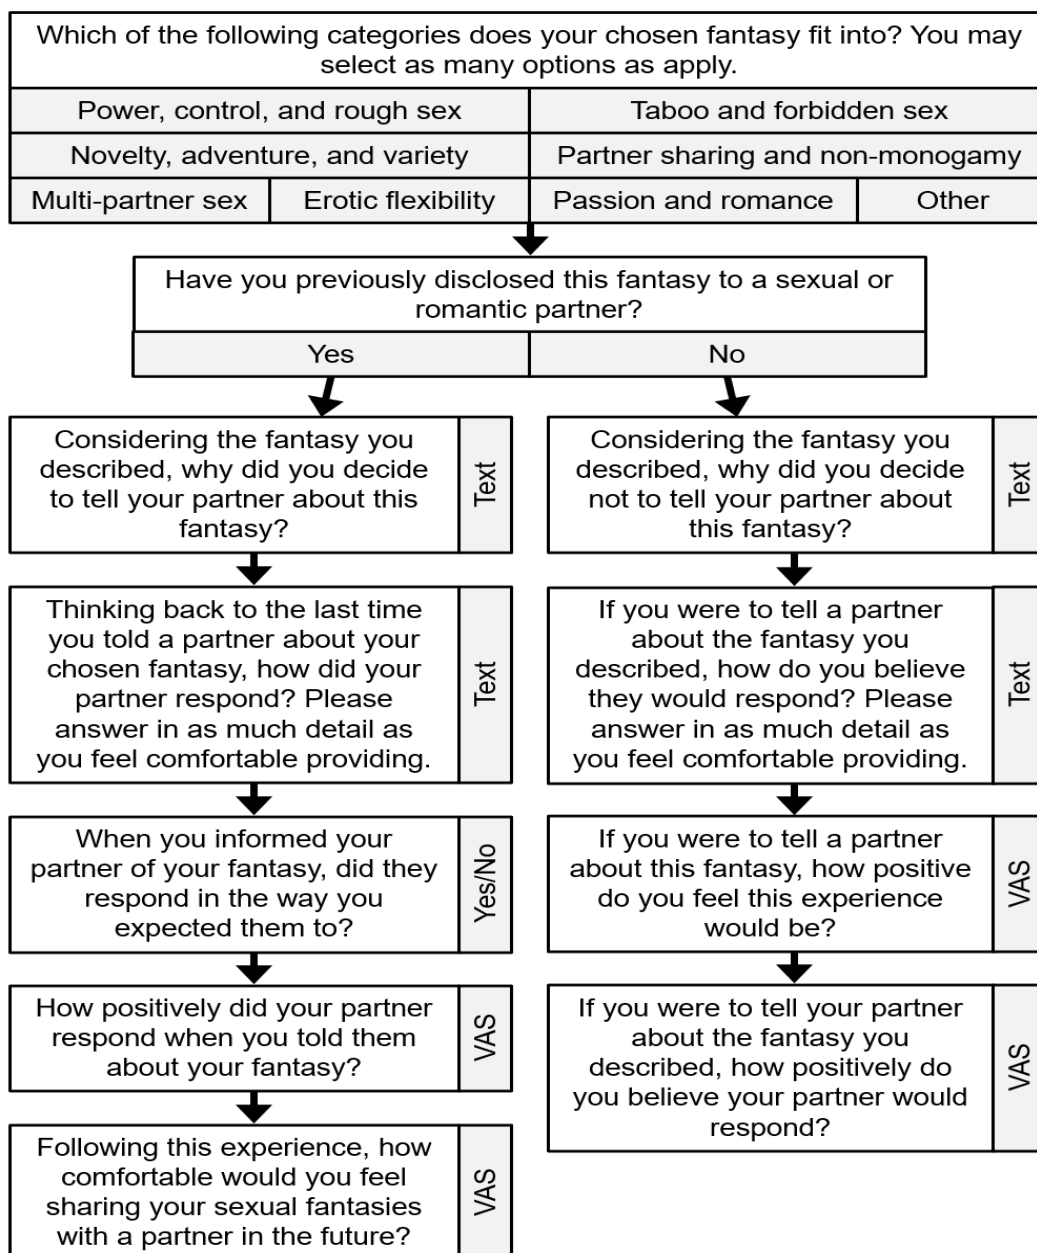 Which of the following categories does your chosen fantasy fit into? You may
select as many options as apply.
Power, control, and rough sex
Taboo and forbidden sex
Novelty, adventure, and variety
Partner sharing and non-monogamy
Multi-partner sex
Erotic flexibility
Passion and romance
Other
Have you previously disclosed this fantasy to a sexual or
romantic partner?
Yes
No
Considering the fantasy you
described, why did you decide
to tell your partner about this
fantasy?
Text
Thinking back to the last time
you told a partner about your
chosen fantasy, how did your
partner respond? Please
answer in as much detail as
you feel comfortable providing.
Text
When you informed your
partner of your fantasy, did they
respond in the way you
expected them to?
Yes/No
How positively did your partner
respond when you told them
about your fantasy?
VAS
Following this experience, how
comfortable would you feel
sharing your sexual fantasies
with a partner in the future?
VAS
Considering the fantasy you
described, why did you decide
not to tell your partner about
this fantasy?
Text
If you were to tell a partner
about the fantasy you
described, how do you believe
they would respond? Please
answer in as much detail as
you feel comfortable providing.
Text
If you were to tell a partner
about this fantasy, how positive
do you feel this experience
would be?
VAS
If you were to tell your partner
about the fantasy you
described, how positively do
you believe your partner would
respond?
VAS